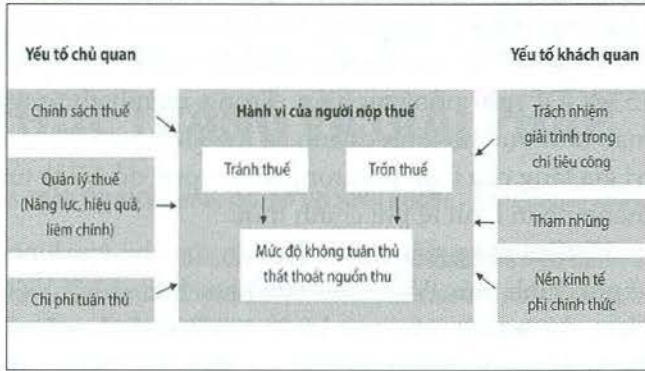 Yếu tố chủ quan
Chính sách thuế
Quản lý thuế
(Năng lực, hiệu quả,
liêm chính)
Chi phí tuân thủ
Hành vi của người nộp thuế
Tránh thuế
Trốn thuế
Mức độ không tuân thủ
thất thoát nguồn thu
Yếu tố khách quan
Trách nhiệm
giải trình trong
chi tiêu công
Tham nhũng
Nền kinh tế
phi chính thức